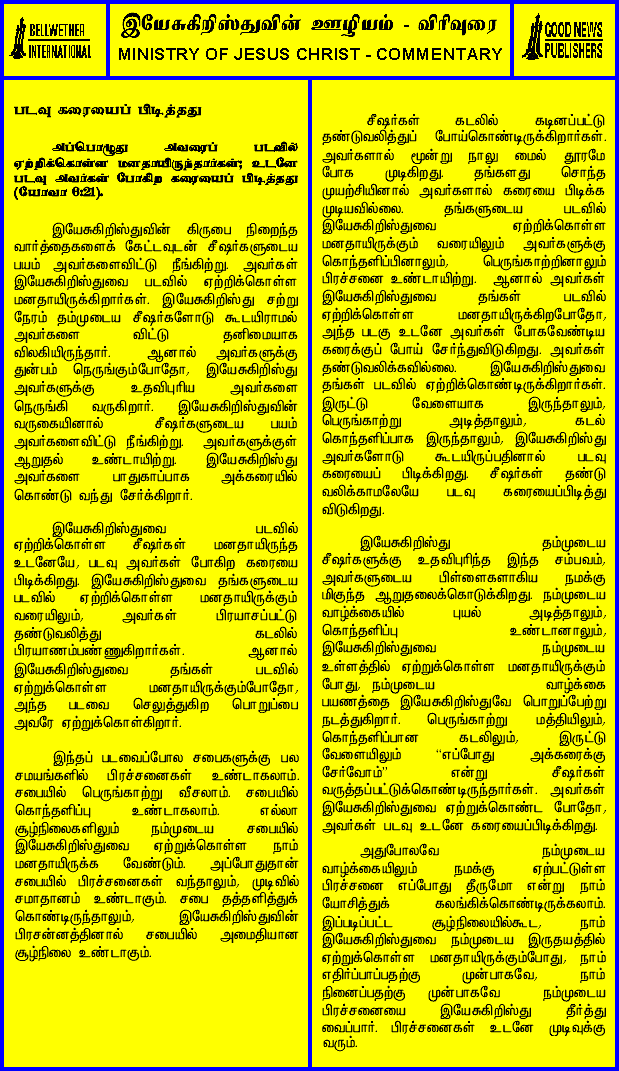 BELLWETHER
INTERNATIONAL
இயேசுகிறிஸ்துவின் ஊழியம் - விரிவுரை
MINISTRY OF JESUS CHRIST - COMMENTARY
GOOD NEWS
PUBLISHERS
படவு கரையைப் பிடித்தது
அப்பொழுது அவரைப் படவில்
ஏற்றிக்கொள்ள மனதாயிருந்தார்கள்; உடனே
படவு அவர்கள் போகிற கரையைப் பிடித்தது
(யோவா 6:21).
இயேசுகிறிஸ்துவின் கிருபை நிறைந்த
வார்த்தைகளைக் கேட்டவுடன் சீஷர்களுடைய
பயம் அவர்களைவிட்டு நீங்கிற்று. அவர்கள்
இயேசுகிறிஸ்துவை படவில் ஏற்றிக்கொள்ள
மனதாயிருக்கிறார்கள். இயேசுகிறிஸ்து சற்று
நேரம் தம்முடைய சீஷர்களோடு கூடயிராமல்
அவர்களை விட்டு தனிமையாக
விலகியிருந்தார். ஆனால் அவர்களுக்கு
துன்பம் நெருங்கும்போதோ, இயேசுகிறிஸ்து
அவர்களுக்கு உதவிபுரிய அவர்களை
நெருங்கி வருகிறார். இயேசுகிறிஸ்துவின்
வருகையினால் சீஷர்களுடைய பயம்
அவர்களைவிட்டு நீங்கிற்று. அவர்களுக்குள்
ஆறுதல் உண்டாயிற்று. இயேசுகிறிஸ்து
அவர்களை பாதுகாப்பாக அக்கரையில்
கொண்டு வந்து சேர்க்கிறார்.
இயேசுகிறிஸ்துவை படவில்
ஏற்றிக்கொள்ள சீஷர்கள் மனதாயிருந்த
உடனேயே, படவு அவர்கள் போகிற கரையை
பிடிக்கிறது. இயேசுகிறிஸ்துவை தங்களுடைய
படவில் ஏற்றிக்கொள்ள மனதாயிருக்கும்
வரையிலும், அவர்கள் பிரயாசப்பட்டு
தண்டுவலித்து கடலில்
பிரயாணம்பண்ணுகிறார்கள். ஆனால்
இயேசுகிறிஸ்துவை தங்கள் படவில்
ஏற்றுக்கொள்ள மனதாயிருக்கும்போதோ,
அந்த படவை செலுத்துகிற பொறுப்பை
அவரே ஏற்றுக்கொள்கிறார்.
இந்தப் படவைப்போல சபைகளுக்கு பல
சமயங்களில் பிரச்சனைகள் உண்டாகலாம்.
சபையில் பெருங்காற்று வீசலாம். சபையில்
கொந்தளிப்பு உண்டாகலாம். எல்லா
சூழ்நிலைகளிலும் நம்முடைய சபையில்
இயேசுகிறிஸ்துவை ஏற்றுக்கொள்ள நாம்
மனதாயிருக்க வேண்டும். அப்போதுதான்
சபையில் பிரச்சனைகள் வந்தாலும், முடிவில்
சமாதானம் உண்டாகும். சபை தத்தளித்துக்
கொண்டிருந்தாலும், இயேசுகிறிஸ்துவின்
பிரசன்னத்தினால் சபையில் அமைதியான
சூழ்நிலை உண்டாகும்.
சீஷர்கள் கடலில் கடினப்பட்டு
தண்டுவலித்துப் போய்கொண்டிருக்கிறார்கள்.
அவர்களால் மூன்று நாலு மைல் தூரமே
போக முடிகிறது. தங்களது சொந்த
முயற்சியினால் அவர்களால் கரையை பிடிக்க
முடியவில்லை. தங்களுடைய படவில்
இயேசுகிறிஸ்துவை ஏற்றிக்கொள்ள
மனதாயிருக்கும் வரையிலும் அவர்களுக்கு
கொந்தளிப்பினாலும், பெருங்காற்றினாலும்
பிரச்சனை உண்டாயிற்று. ஆனால் அவர்கள்
இயேசுகிறிஸ்துவை தங்கள் படவில்
ஏற்றிக்கொள்ள மனதாயிருக்கிறபோதோ,
அந்த படகு உடனே அவர்கள் போகவேண்டிய
கரைக்குப் போய் சேர்ந்துவிடுகிறது. அவர்கள்
தண்டுவலிக்கவில்லை. இயேசுகிறிஸ்துவை
தங்கள் படவில் ஏற்றிக்கொண்டிருக்கிறார்கள்.
இருட்டு வேளையாக இருந்தாலும்,
பெருங்காற்று அடித்தாலும், கடல்
கொந்தளிப்பாக இருந்தாலும், இயேசுகிறிஸ்து
அவர்களோடு கூடயிருப்பதினால் படவு
கரையைப் பிடிக்கிறது. சீஷர்கள் தண்டு
வலிக்காமலேயே படவு கரையைப்பிடித்து
விடுகிறது.
இயேசுகிறிஸ்து தம்முடைய
சீஷர்களுக்கு உதவிபுரிந்த இந்த சம்பவம்,
அவர்களுடைய பிள்ளைகளாகிய நமக்கு
மிகுந்த ஆறுதலைக்கொடுக்கிறது. நம்முடைய
வாழ்க்கையில் புயல் அடித்தாலும்,
கொந்தளிப்பு உண்டானாலும்,
இயேசுகிறிஸ்துவை நம்முடைய
உள்ளத்தில் ஏற்றுக்கொள்ள மனதாயிருக்கும்
போது, நம்முடைய வாழ்க்கை
பயணத்தை இயேசுகிறிஸ்துவே பொறுப்பேற்று
நடத்துகிறார். பெருங்காற்று மத்தியிலும்,
கொந்தளிப்பான கடலிலும், இருட்டு
வேளையிலும் “எப்போது அக்கரைக்கு
சேர்வோம்” என்று சீஷர்கள்
வருத்தப்பட்டுக்கொண்டிருந்தார்கள். அவர்கள்
இயேசுகிறிஸ்துவை ஏற்றுக்கொண்ட போதோ,
அவர்கள் படவு உடனே கரையைப்பிடிக்கிறது.
அதுபோலவே நம்முடைய
வாழ்க்கையிலும் நமக்கு ஏற்பட்டுள்ள
பிரச்சனை எப்போது தீருமோ என்று நாம்
யோசித்துக் கலங்கிக்கொண்டிருக்கலாம்.
இப்படிப்பட்ட சூழ்நிலையில்கூட, நாம்
இயேசுகிறிஸ்துவை நம்முடைய இருதயத்தில்
ஏற்றுக்கொள்ள மனதாயிருக்கும்போது, நாம்
எதிர்ப்பாப்பதற்கு முன்பாகவே, நாம்
நினைப்பதற்கு முன்பாகவே நம்முடைய
பிரச்சனையை இயேசுகிறிஸ்து தீர்த்து
வைப்பார். பிரச்சனைகள் உடனே முடிவுக்கு
வரும்.